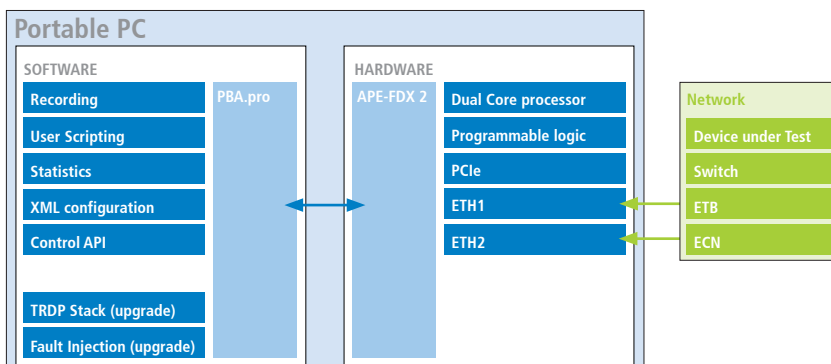 Portable PC
SOFTWARE
Recording
User Scripting
Statistics
XML configuration
Control API
TRDP Stack (upgrade)
Fault Injection (upgrade)
PBA.pro
HARDWARE
APE-FDX 2
Dual Core processor
Programmable logic
PCIe
ETH1
ETH2
Network
Device under Test
Switch
ETB
ECN